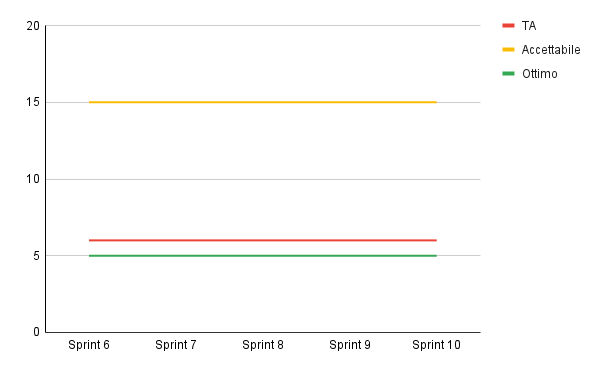 20
15
10
5
0
Sprint 6
Sprint 7
Sprint 8
Sprint 9
Sprint 10
TA
Accettabile
Ottimo